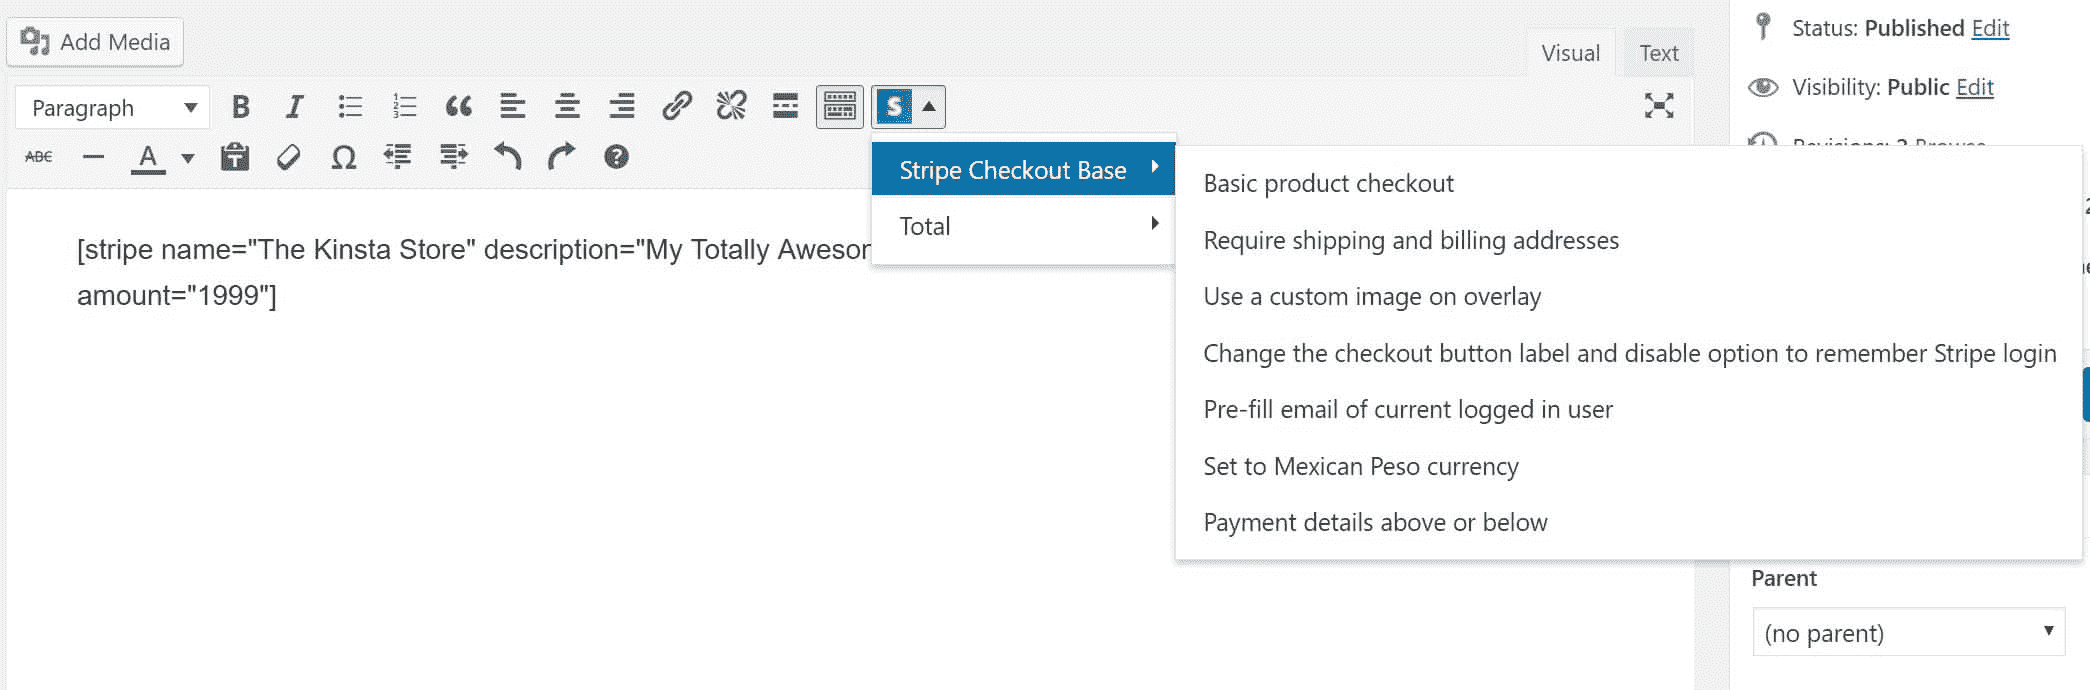 Add Media
Visual
Text
Status: Published Edit
Visibility: Public Edit
Revisions: 2 Browse
Paragraph
B I
ABC
A
S
Stripe Checkout Base
Total
Basic product checkout
Require shipping and billing addresses
Use a custom image on overlay
Change the checkout button label and disable option to remember Stripe login
Pre-fill email of current logged in user
Set to Mexican Peso currency
Payment details above or below
[stripe name="The Kinsta Store" description="My Totally
amount="1999"]
Parent
(no parent)